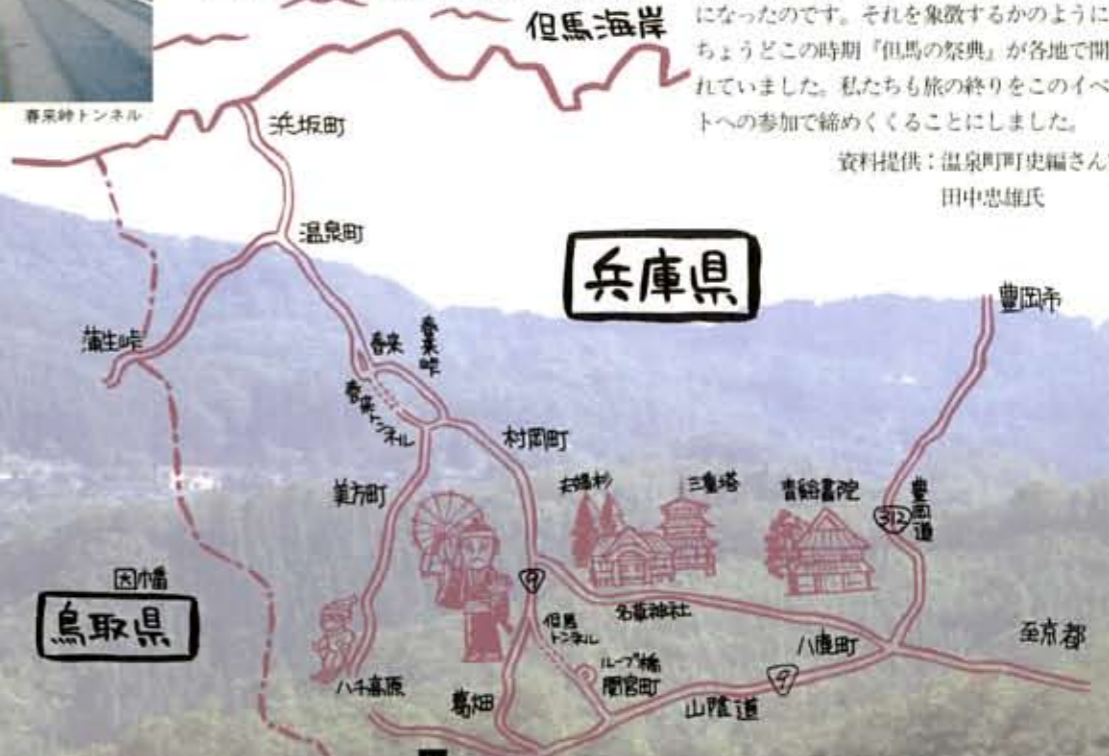 但馬海岸
になったのです。それを象徴するかのように
ちょうどこの時期『但馬の祭典』が各地で開
れていました。私たちも旅の終りをこのイベ
トへの参加で締めくくることにしました。
資料提供：温泉町町史編さん
田中忠雄氏
春来峠トンネル
浜坂町
温泉町
兵庫県
豊岡市
蒲生峠
春来
春来峠
春来トンネル
村岡町
美方町
夫婦杉
三重塔
青谿書院
312
豊岡道
因幡
鳥取県
9
但馬
トンネル
名草神社
八鹿町
至京都
ループ橋
関宮町
9
山陰道
ハチ高原
葛畑